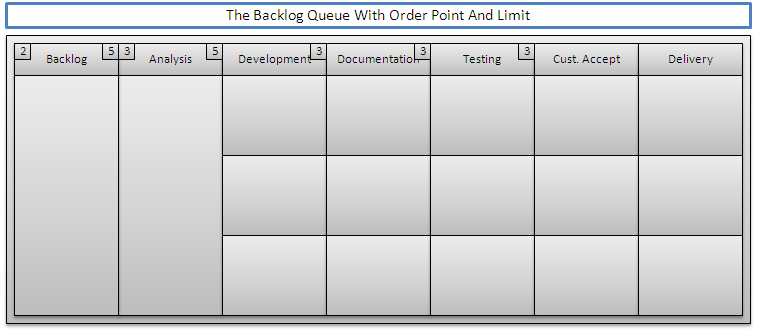 The Backlog Queue With Order Point And Limit
2 Backlog 5 3 Analysis 5 Development 3 Documentation 3 Testing 3 Cust. Accept Delivery